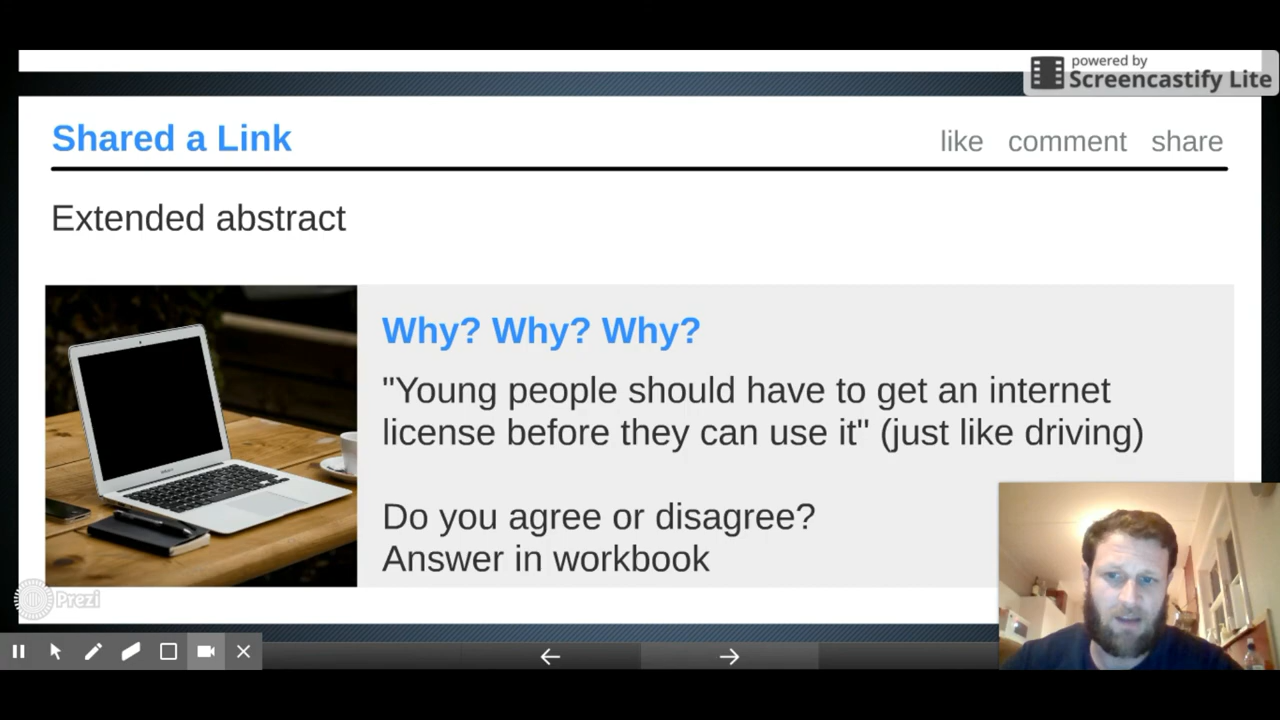 powered by
Screencastify Lite
Shared a Link
like comment share
Extended abstract
Why? Why? Why?
"Young people should have to get an internet
license before they can use it" (just like driving)
Do you agree or disagree?
Answer in workbook
Prezi